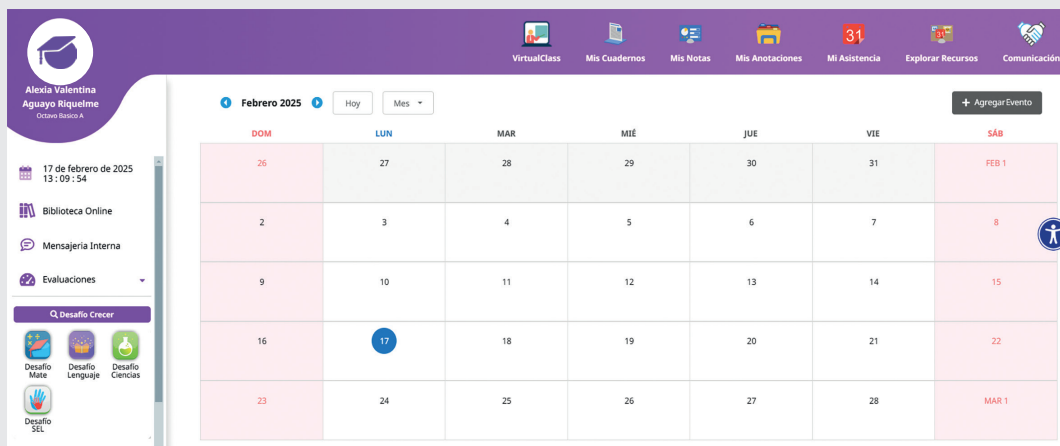 VirtualClass Mis Cuadernos Mis Notas Mis Anotaciones Mi Asistencia Explorar Recursos Comunicación
31
31
Alexia Valentina
Aguayo Riquelme
Octavo Basico A
17 de febrero de 2025
13 : 09 : 54
Biblioteca Online
Mensajeria Interna
Evaluaciones
Desafío Crecer
Desafío
Mate
Desafío
Lenguaje
Desafío
Ciencias
Desafío
SEL
Febrero 2025 Hoy Mes + AgregarEvento
DOM LUN MAR MIÉ JUE VIE SÁB
26 27 28 29 30 31 FEB 1
2 3 4 5 6 7 8
9 10 11 12 13 14 15
16 17 18 19 20 21 22
23 24 25 26 27 28 MAR 1